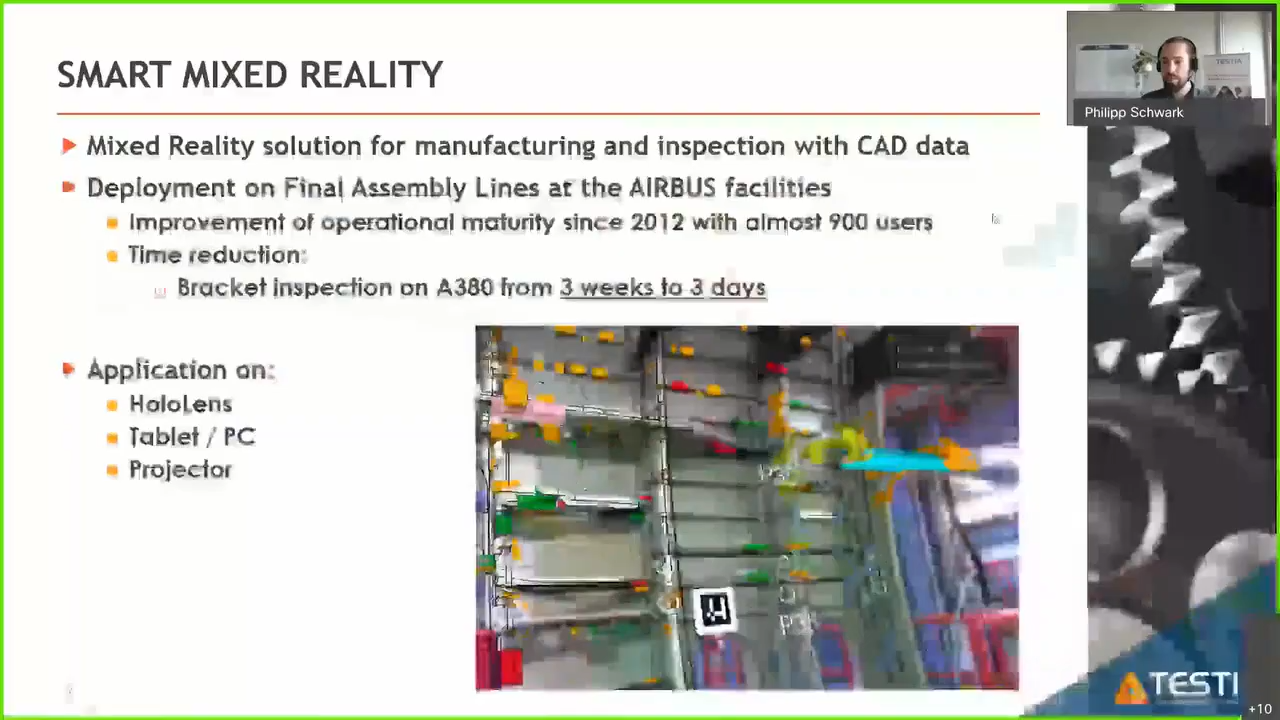 SMART MIXED REALITY
Mixed Reality solution for manufacturing and inspection with CAD data
Deployment on Final Assembly Lines at the AIRBUS facilities
Improvement of operational maturity since 2012 with almost 900 users
Time reduction:
Bracket inspection on A380 from 3 weeks to 3 days
Application on:
HoloLens
Tablet / PC
Projector
TESTIA
Philipp Schwark
TESTI
+10